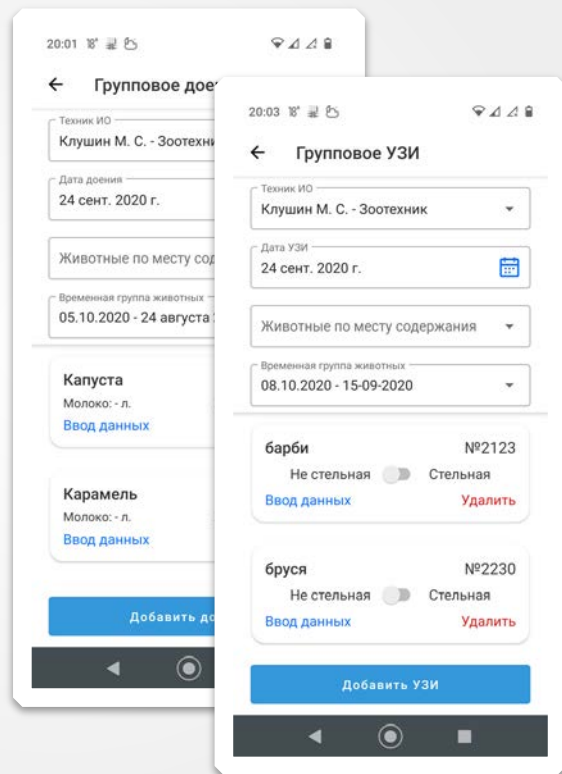 20:01 18°
Групповое дое
Техник ИО
Клушин М. С. - Зоотехни
Дата доения
24 сент. 2020 г.
Животные по месту сод
Временная группа животных
05.10.2020 - 24 августа
Капуста
Молоко: - л.
Ввод данных
Карамель
Молоко: - л.
Ввод данных
Добавить до
20:03 18°
Групповое УЗИ
Техник ИО
Клушин М. С. - Зоотехник
Дата УЗИ
24 сент. 2020 г.
Животные по месту содержания
Временная группа животных
08.10.2020 - 15-09-2020
барби №2123
Не стельная Стельная
Ввод данных Удалить
бруся №2230
Не стельная Стельная
Ввод данных Удалить
Добавить УЗИ